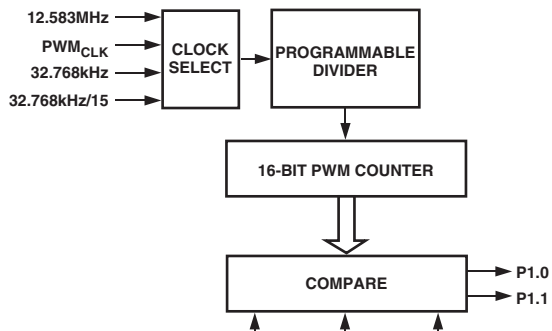 12.583MHz
PWMCLK
32.768kHz
32.768kHz/15
CLOCK
SELECT
PROGRAMMABLE
DIVIDER
16-BIT PWM COUNTER
COMPARE
P1.0
P1.1